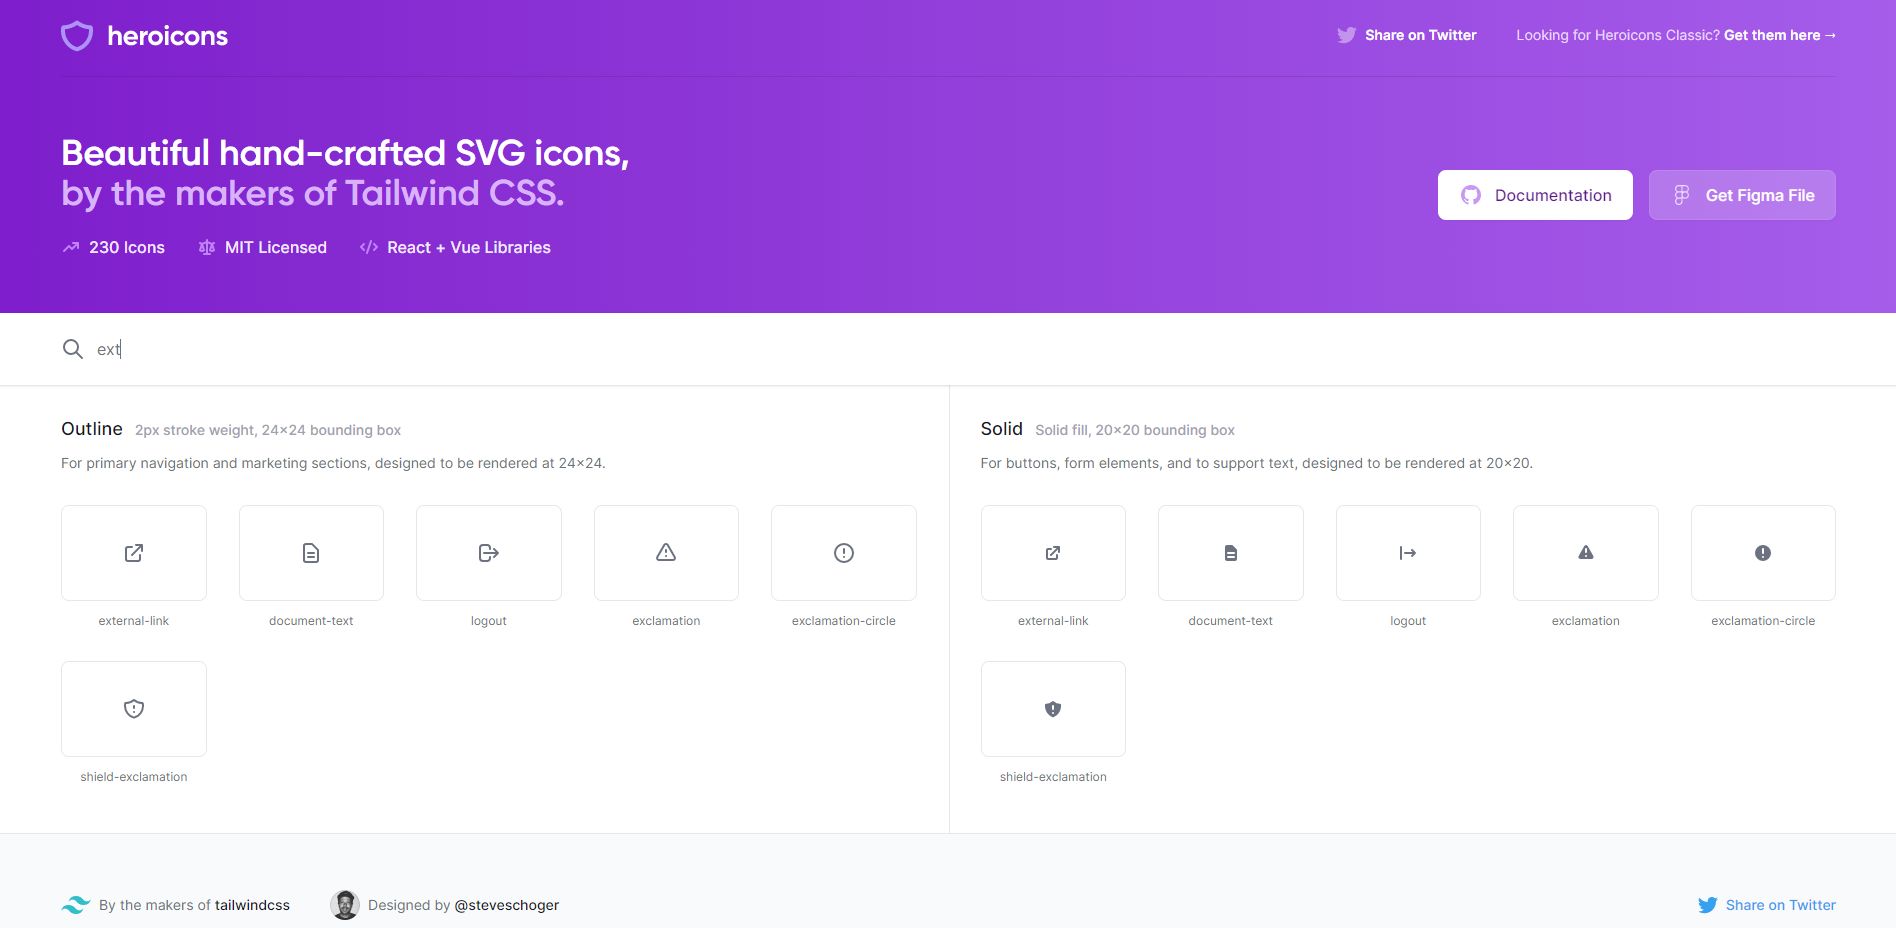 heroicons
Share on Twitter
Looking for Heroicons Classic? Get them here →
Beautiful hand-crafted SVG icons,
by the makers of Tailwind CSS.
Documentation
Get Figma File
230 Icons
MIT Licensed
React + Vue Libraries
ext
Outline 2px stroke weight, 24×24 bounding box
For primary navigation and marketing sections, designed to be rendered at 24×24.
external-link
document-text
logout
exclamation
exclamation-circle
shield-exclamation
Solid Solid fill, 20×20 bounding box
For buttons, form elements, and to support text, designed to be rendered at 20×20.
external-link
document-text
logout
exclamation
exclamation-circle
shield-exclamation
By the makers of tailwindcss
Designed by @steveschoger
Share on Twitter